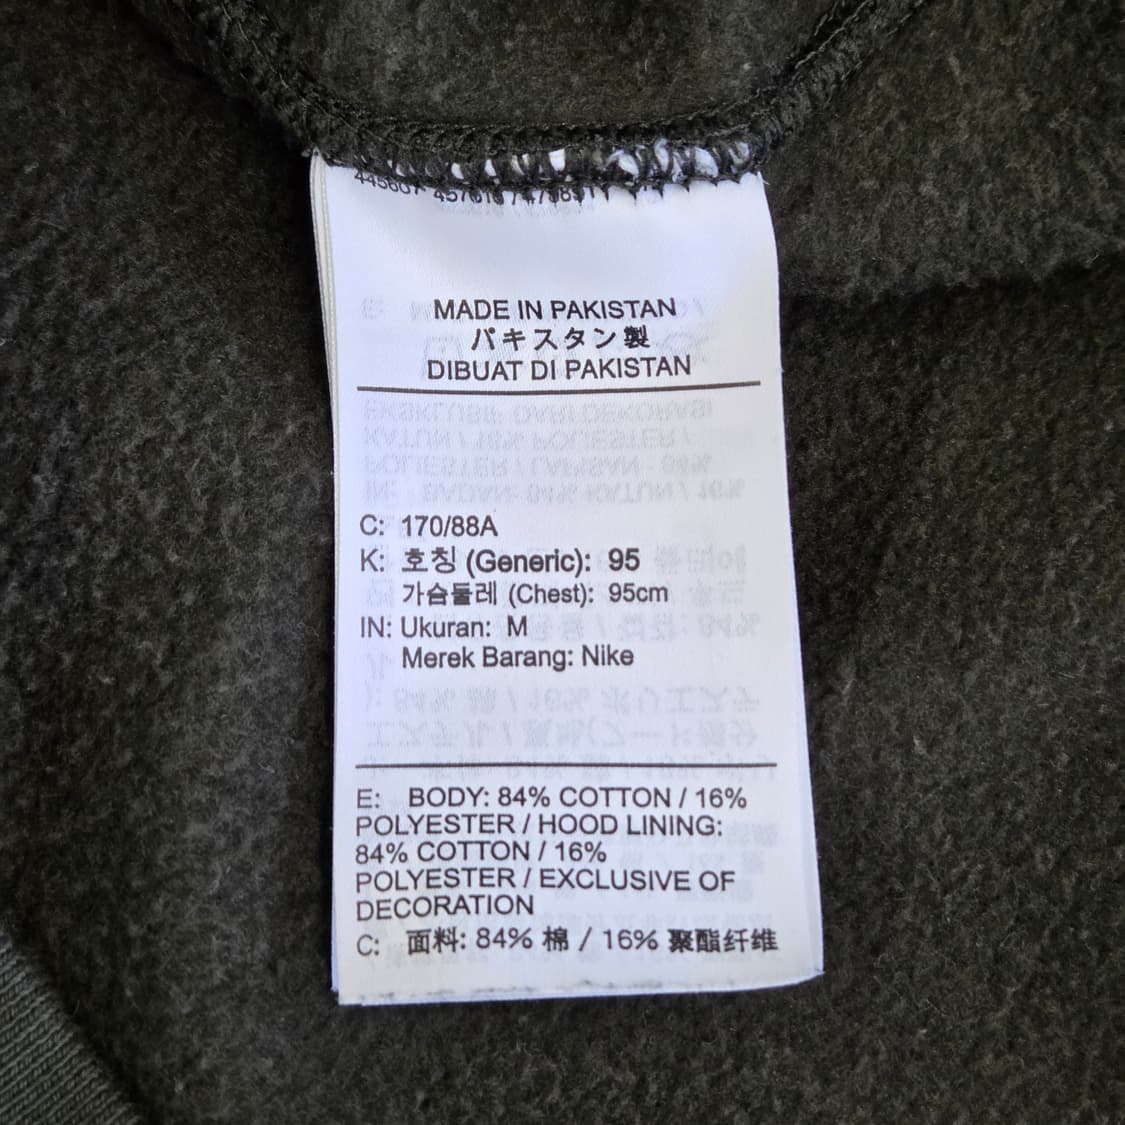 MADE IN PAKISTAN
パキスタン製
DIBUAT DI PAKISTAN
C: 170/88A
K: 호칭 (Generic): 95
가슴둘레 (Chest): 95cm
IN: Ukuran: M
Merek Barang: Nike
E: BODY: 84% COTTON / 16%
POLYESTER / HOOD LINING:
84% COTTON / 16%
POLYESTER / EXCLUSIVE OF
DECORATION
C: 面料: 84% 棉 / 16% 聚酯纤维